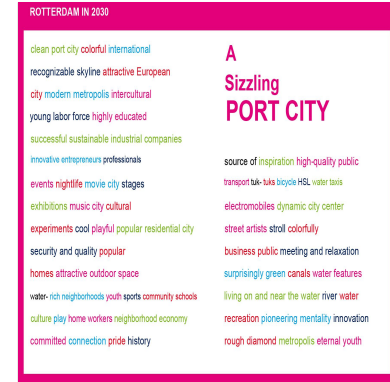 ROTTERDAM IN 2030
clean port city colorful international
recognizable skyline attractive European
city modern metropolis intercultural
young labor force highly educated
successful sustainable industrial companies
innovative entrepreneurs professionals
events nightlife movie city stages
exhibitions music city cultural
experiments cool playful popular residential city
security and quality popular
homes attractive outdoor space
water- rich neighborhoods youth sports community schools
culture play home workers neighborhood economy
committed connection pride history
A
Sizzling
PORT CITY
source of inspiration high-quality public
transport tuk- tuks bicycle HSL water taxis
electromobiles dynamic city center
street artists stroll colorfully
business public meeting and relaxation
surprisingly green canals water features
living on and near the water river water
recreation pioneering mentality innovation
rough diamond metropolis eternal youth